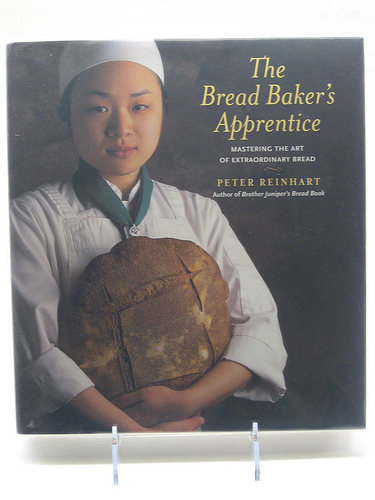 The
Bread Baker's
Apprentice
MASTERING THE ART
OF EXTRAORDINARY BREAD
PETER REINHART
Author of Brother Juniper's Bread Book